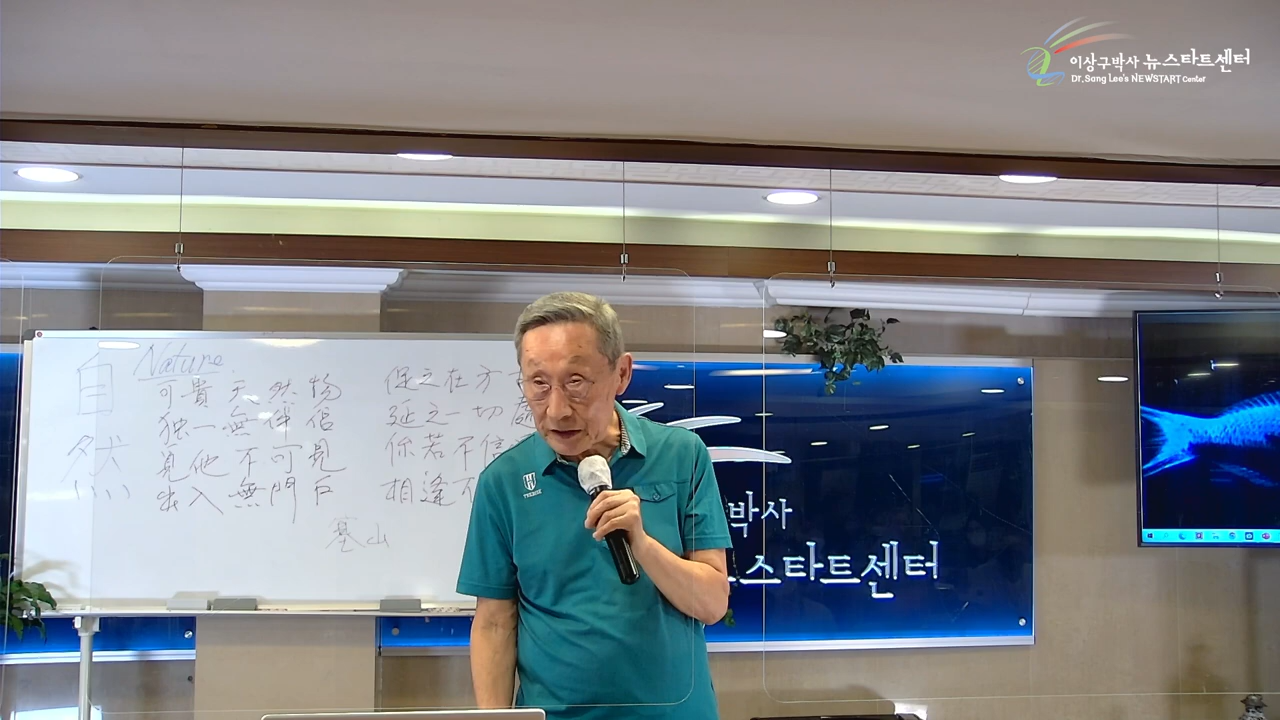 이상구박사 뉴스타트센터
Dr. Sang Lee's NEWSTART Center
自然
Nature
可貴天然物
独一無伴侶
覓他不可見
出入無門戶
保之在方
延之一切處
你若不信
相逢不
寒山
박사
스타트센터